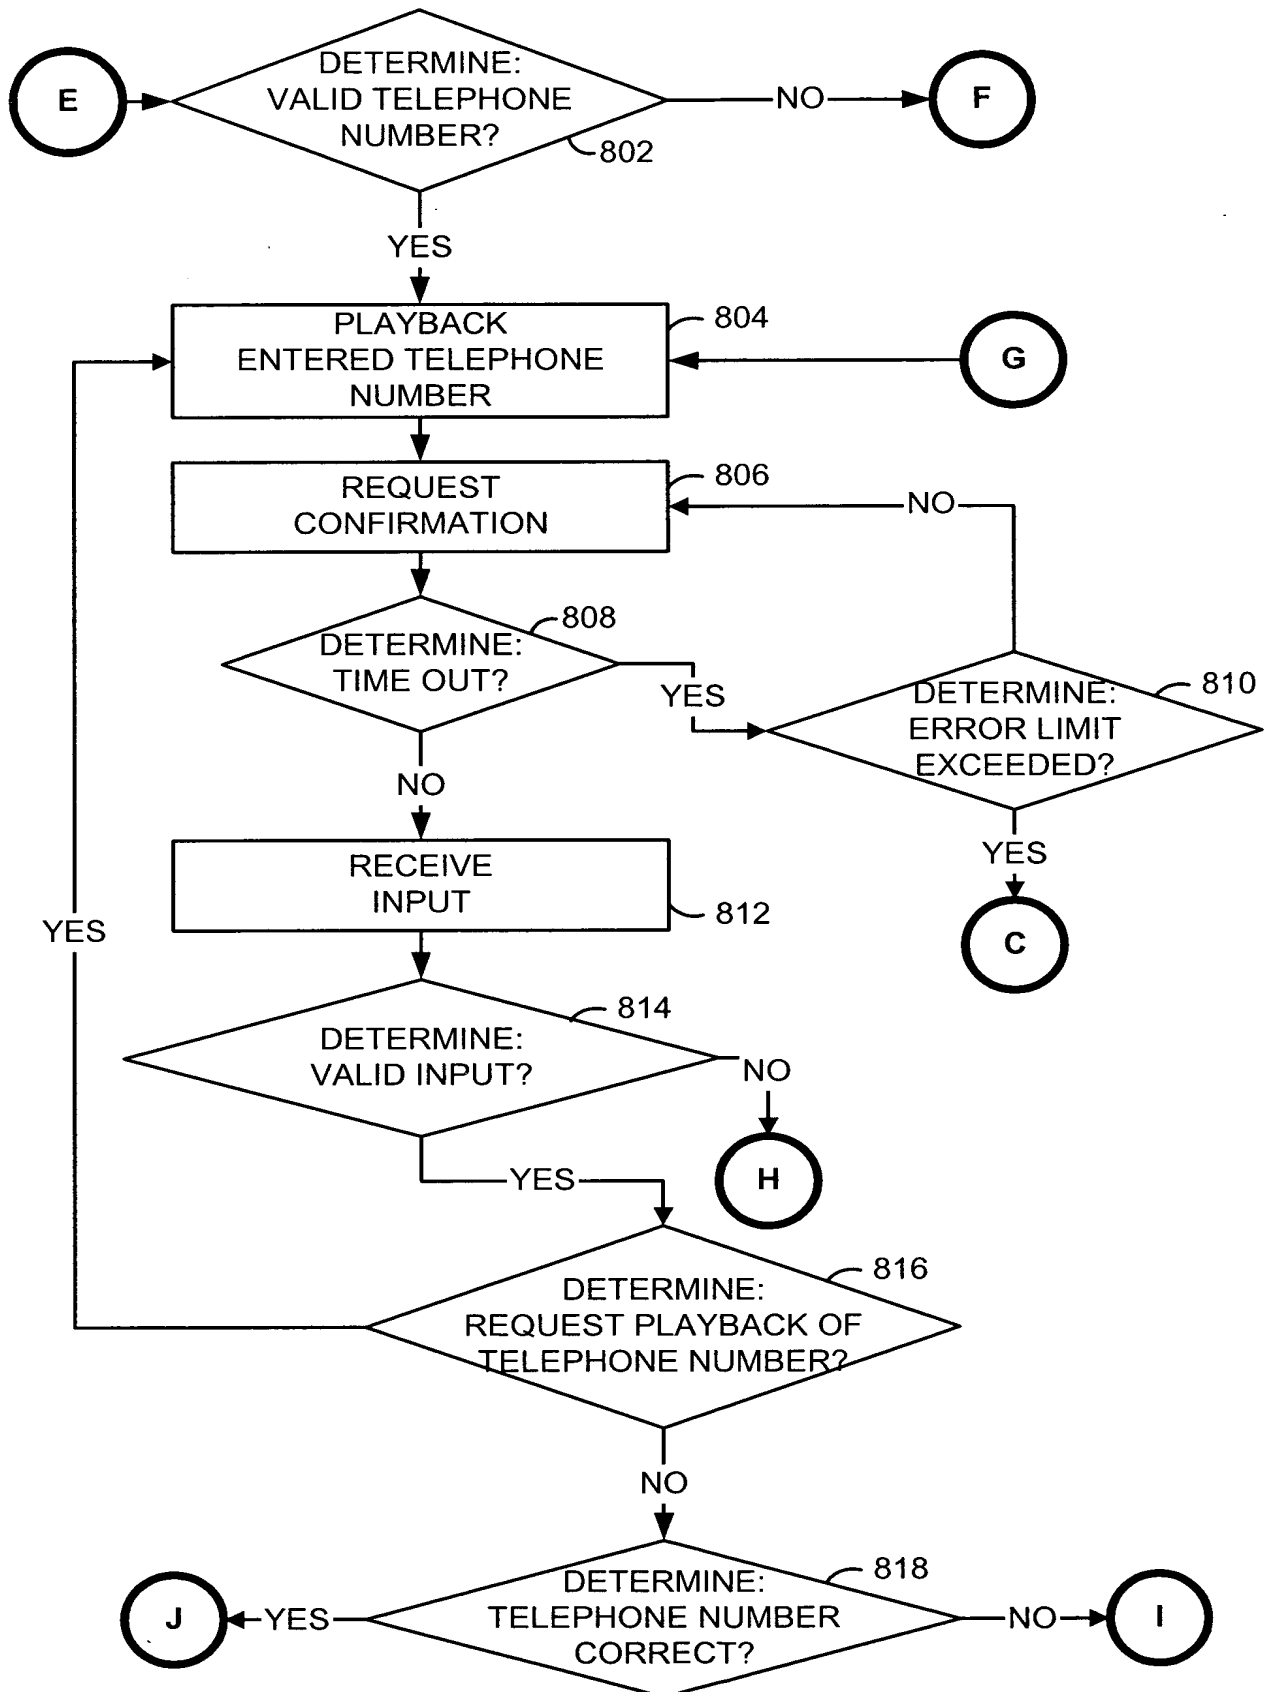 DETERMINE:
VALID TELEPHONE
NUMBER?
E
NO
F
802
YES
PLAYBACK
ENTERED TELEPHONE
NUMBER
804
G
REQUEST
CONFIRMATION
806
NO
808
DETERMINE:
TIME OUT?
YES
DETERMINE:
ERROR LIMIT
EXCEEDED?
810
NO
YES
RECEIVE
INPUT
812
C
YES
814
DETERMINE:
VALID INPUT?
NO
YES
H
816
DETERMINE:
REQUEST PLAYBACK OF
TELEPHONE NUMBER?
NO
818
DETERMINE:
TELEPHONE NUMBER
CORRECT?
J
YES
NO
I